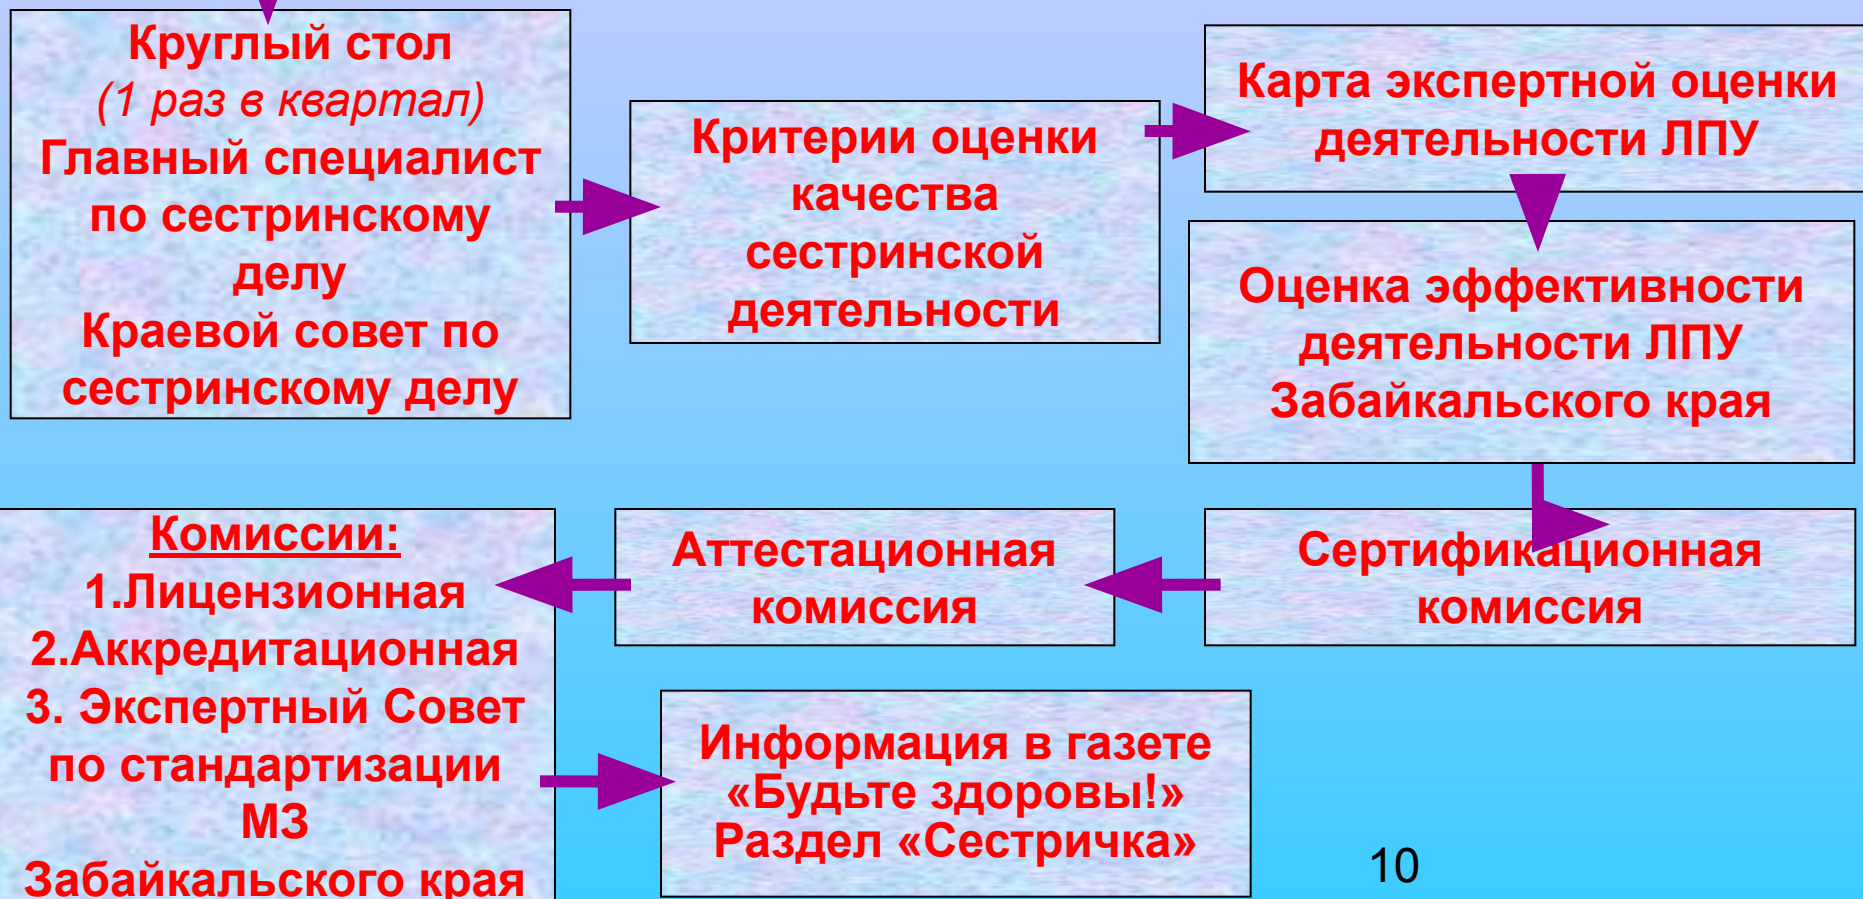 Круглый стол
(1 раз в квартал)
Главный специалист
по сестринскому
делу
Краевой совет по
сестринскому делу
Критерии оценки
качества
сестринской
деятельности
Карта экспертной оценки
деятельности ЛПУ
Оценка эффективности
деятельности ЛПУ
Забайкальского края
Сертификационная
комиссия
Аттестационная
комиссия
Комиссии:
1.Лицензионная
2.Аккредитационная
3. Экспертный Совет
по стандартизации
МЗ
Забайкальского края
Информация в газете
«Будьте здоровы!»
Раздел «Сестричка»
10